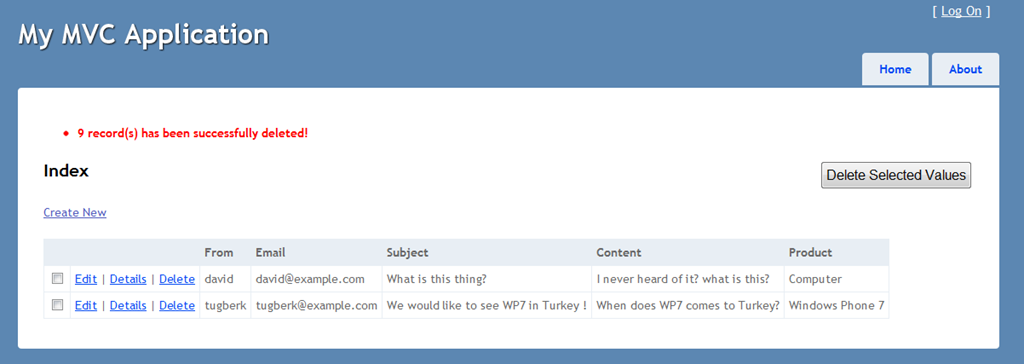 [ Log On ]
My MVC Application
Home About
9 record(s) has been successfully deleted!
Index
Delete Selected Values
Create New
From Email Subject Content Product
Edit | Details | Delete david david@example.com What is this thing? I never heard of it? what is this? Computer
Edit | Details | Delete tugberk tugberk@example.com We would like to see WP7 in Turkey ! When does WP7 comes to Turkey? Windows Phone 7